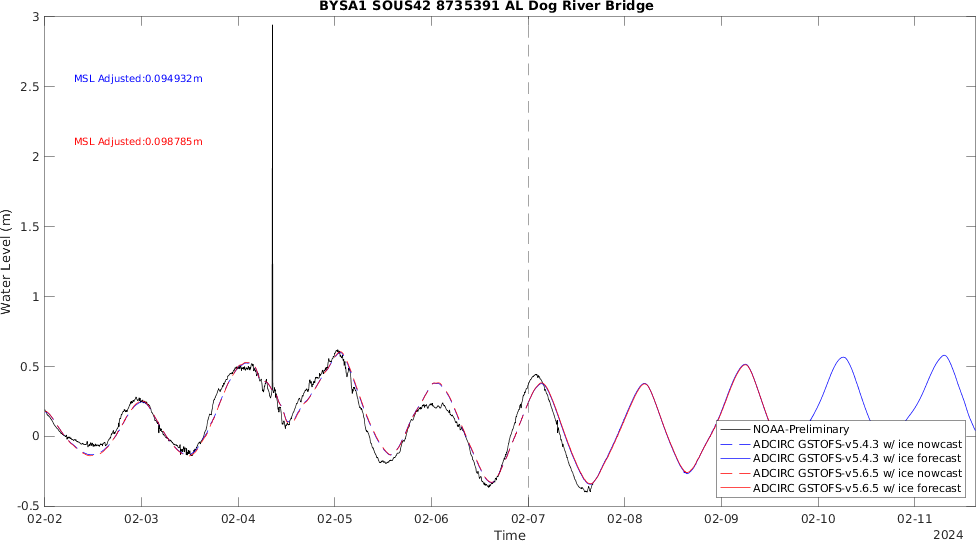 BYSA1 SOUS42 8735391 AL Dog River Bridge
3
2.5
2
1.5
1
0.5
0
-0.5
Water Level (m)
MSL Adjusted:0.094932m
MSL Adjusted:0.098785m
NOAA-Preliminary
ADCIRC GSTOFS-v5.4.3 w/ ice nowcast
ADCIRC GSTOFS-v5.4.3 w/ ice forecast
ADCIRC GSTOFS-v5.6.5 w/ ice nowcast
ADCIRC GSTOFS-v5.6.5 w/ ice forecast
02-02 02-03 02-04 02-05 02-06 02-07 02-08 02-09 02-10 02-11
Time
2024